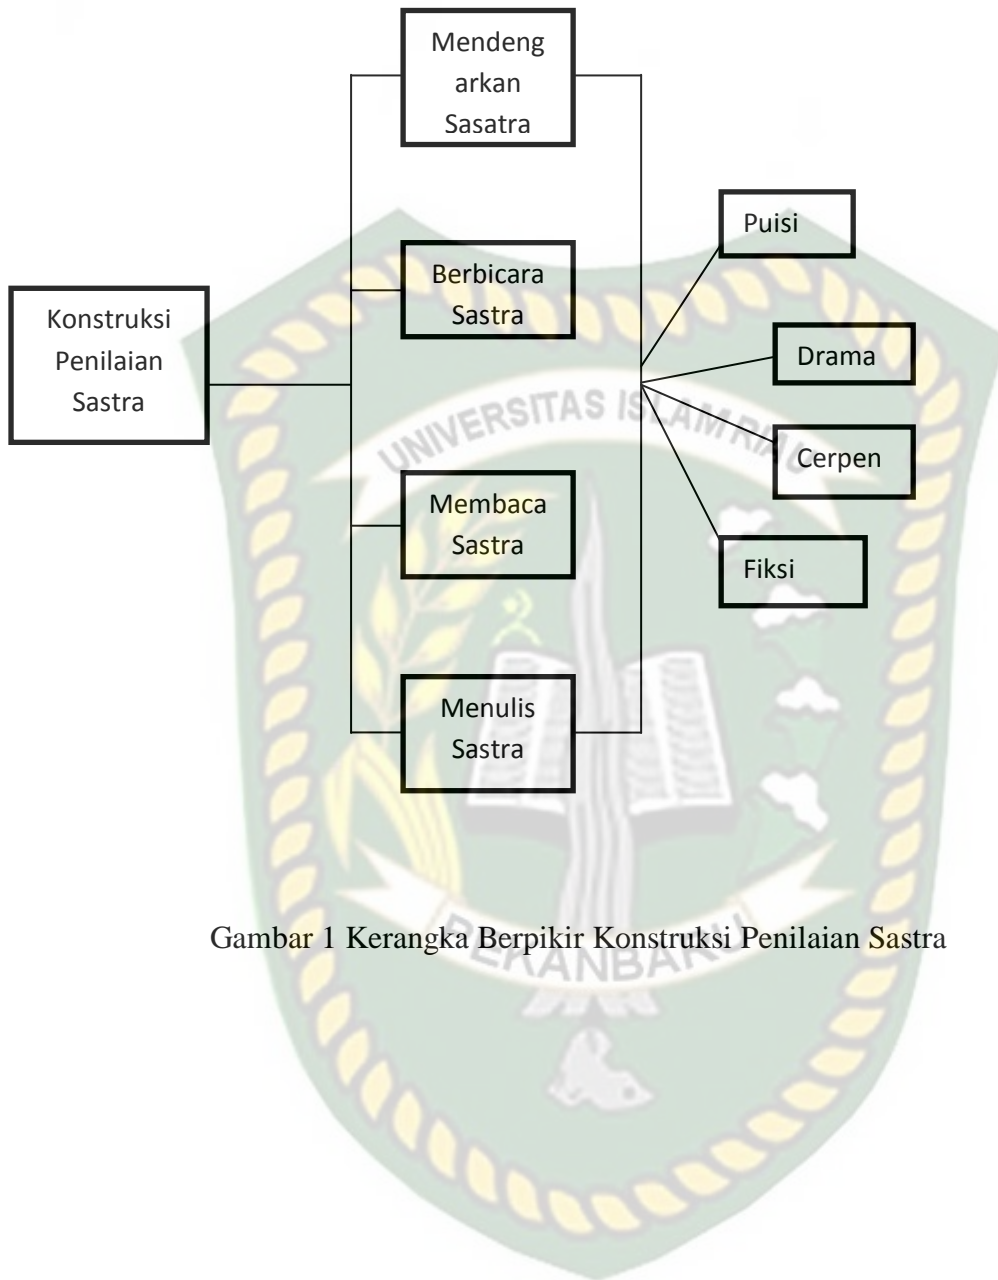 Mendeng
arkan
Sasatra
Puisi
Berbicara
Sastra
Konstruksi
Penilaian
Sastra
Drama
UNIVERSITAS ISLAM RIAU
Cerpen
Membaca
Sastra
Fiksi
Menulis
Sastra
Gambar 1 Kerangka Berpikir Konstruksi Penilaian Sastra
PEKANBARU